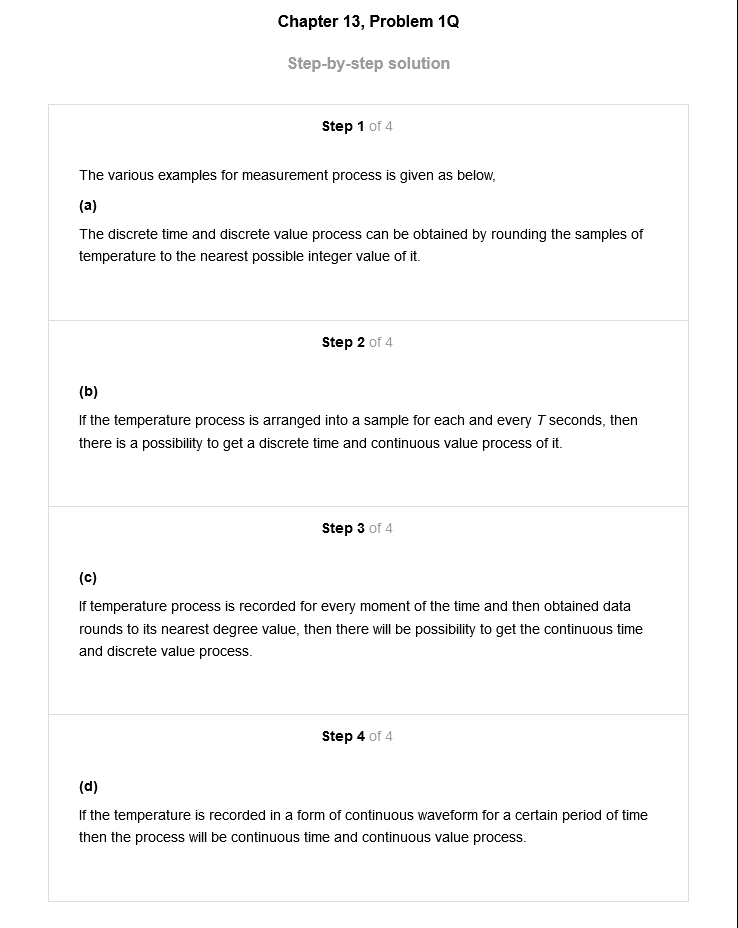 Chapter 13, Problem 1Q
Step-by-step solution
Step 1 of 4
The various examples for measurement process is given as below,
(a)
The discrete time and discrete value process can be obtained by rounding the samples of
temperature to the nearest possible integer value of it.
Step 2 of 4
(b)
If the temperature process is arranged into a sample for each and every T seconds, then
there is a possibility to get a discrete time and continuous value process of it.
Step 3 of 4
(c)
If temperature process is recorded for every moment of the time and then obtained data
rounds to its nearest degree value, then there will be possibility to get the continuous time
and discrete value process.
Step 4 of 4
(d)
If the temperature is recorded in a form of continuous waveform for a certain period of time
then the process will be continuous time and continuous value process.